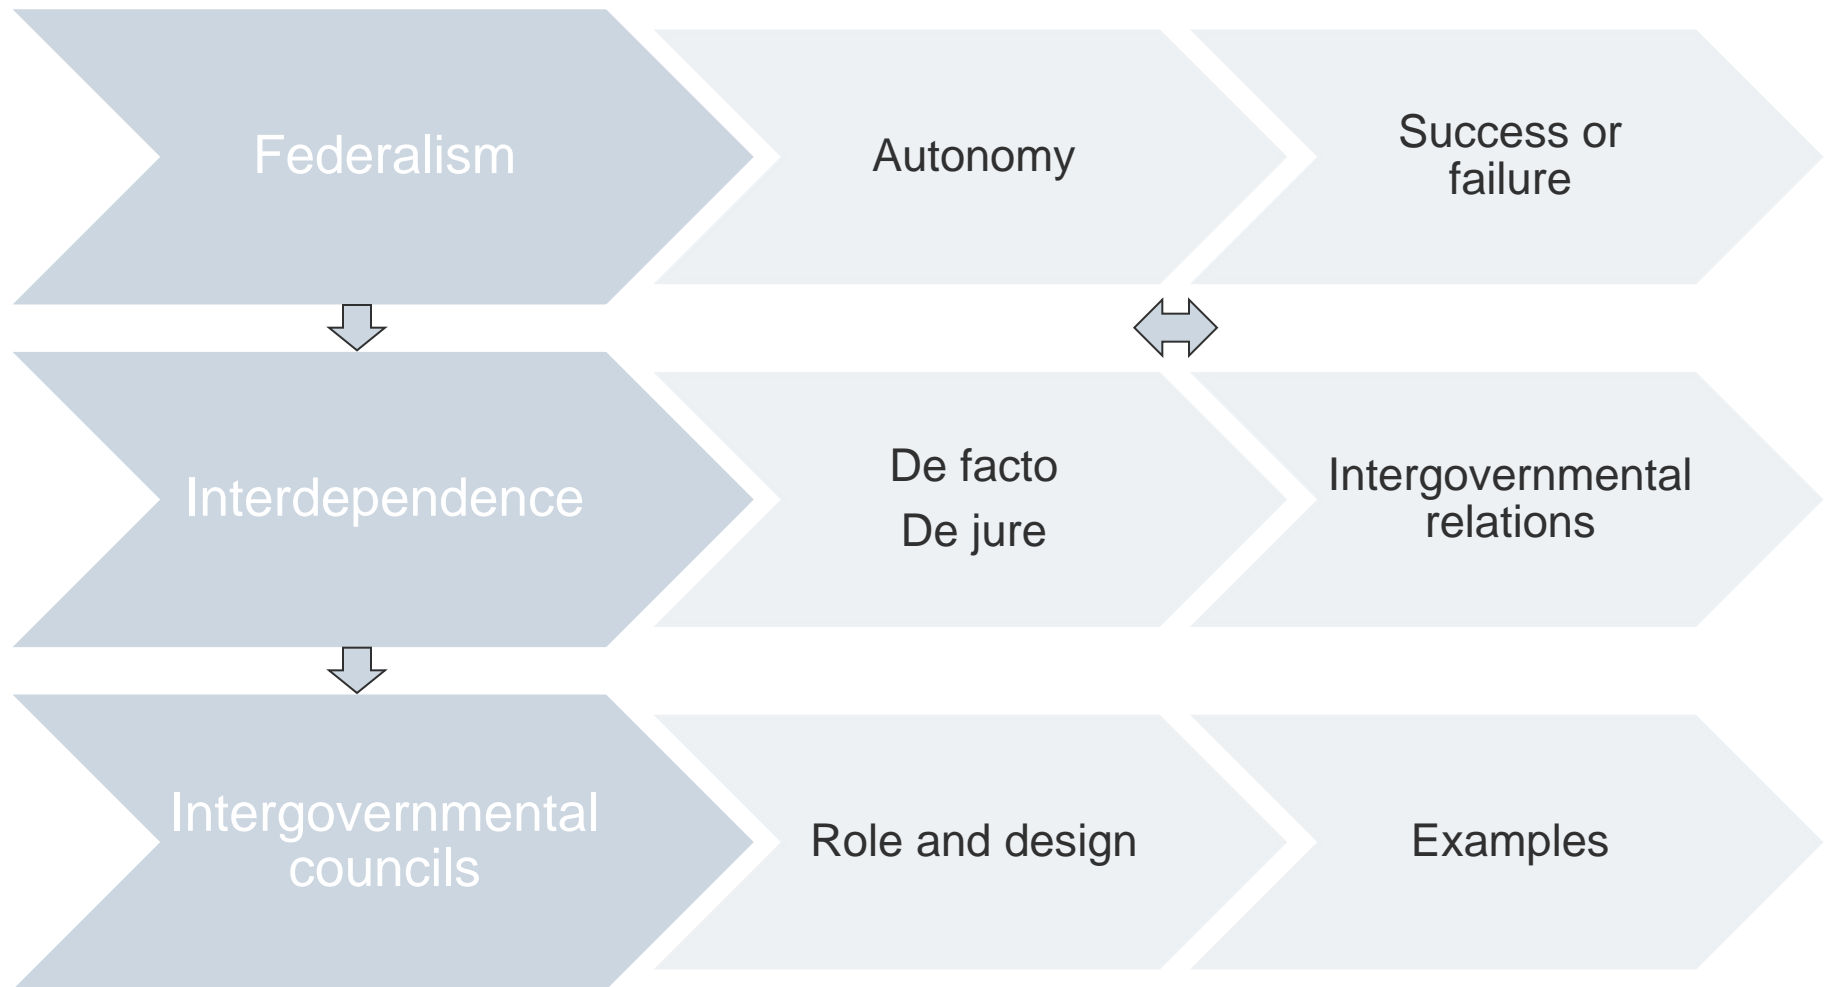 Federalism
Autonomy
Success or
failure
Interdependence
De facto
De jure
Intergovernmental
relations
Intergovernmental
councils
Role and design
Examples